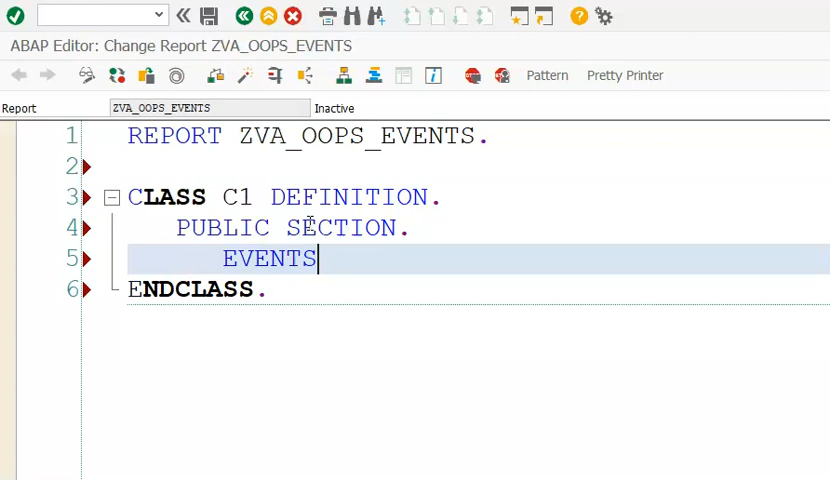 ABAP Editor: Change Report ZVA_OOPS_EVENTS
Pattern Pretty Printer
Report ZVA_OOPS_EVENTS Inactive
1 REPORT ZVA_OOPS_EVENTS.
2
3 CLASS C1 DEFINITION.
4 PUBLIC SECTION.
5 EVENTS
6 ENDCLASS.